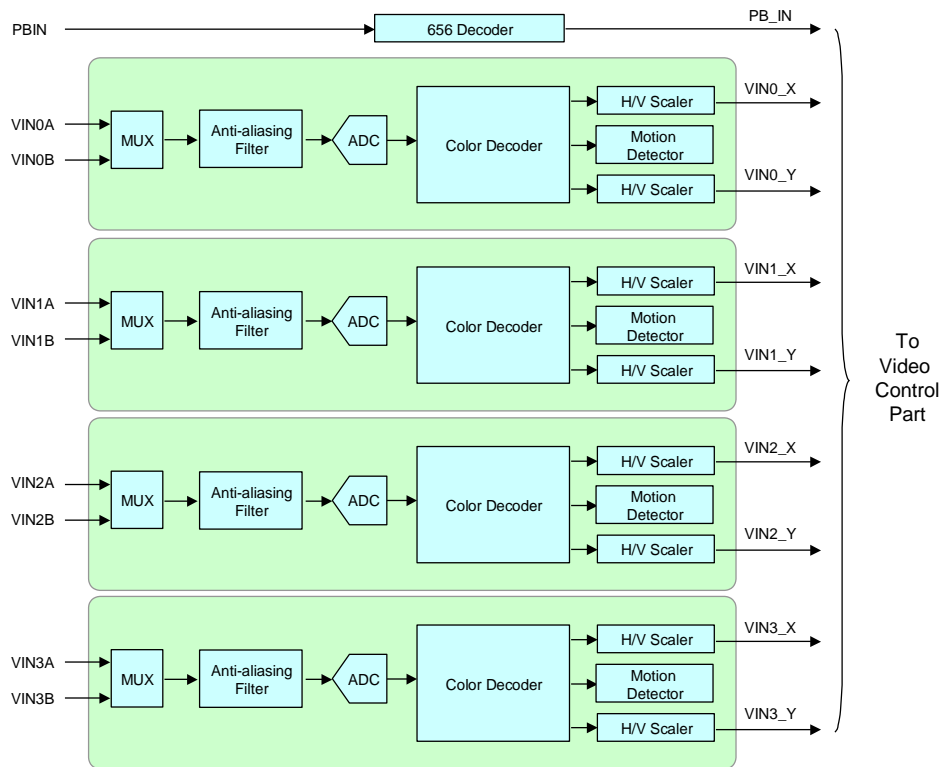 PBIN
656 Decoder
PB_IN
VIN0A
VIN0B
MUX
Anti-aliasing
Filter
ADC
Color Decoder
H/V Scaler
Motion
Detector
H/V Scaler
VIN0_X
VIN0_Y
VIN1A
VIN1B
MUX
Anti-aliasing
Filter
ADC
Color Decoder
H/V Scaler
Motion
Detector
H/V Scaler
VIN1_X
VIN1_Y
VIN2A
VIN2B
MUX
Anti-aliasing
Filter
ADC
Color Decoder
H/V Scaler
Motion
Detector
H/V Scaler
VIN2_X
VIN2_Y
VIN3A
VIN3B
MUX
Anti-aliasing
Filter
ADC
Color Decoder
H/V Scaler
Motion
Detector
H/V Scaler
VIN3_X
VIN3_Y
To
Video
Control
Part